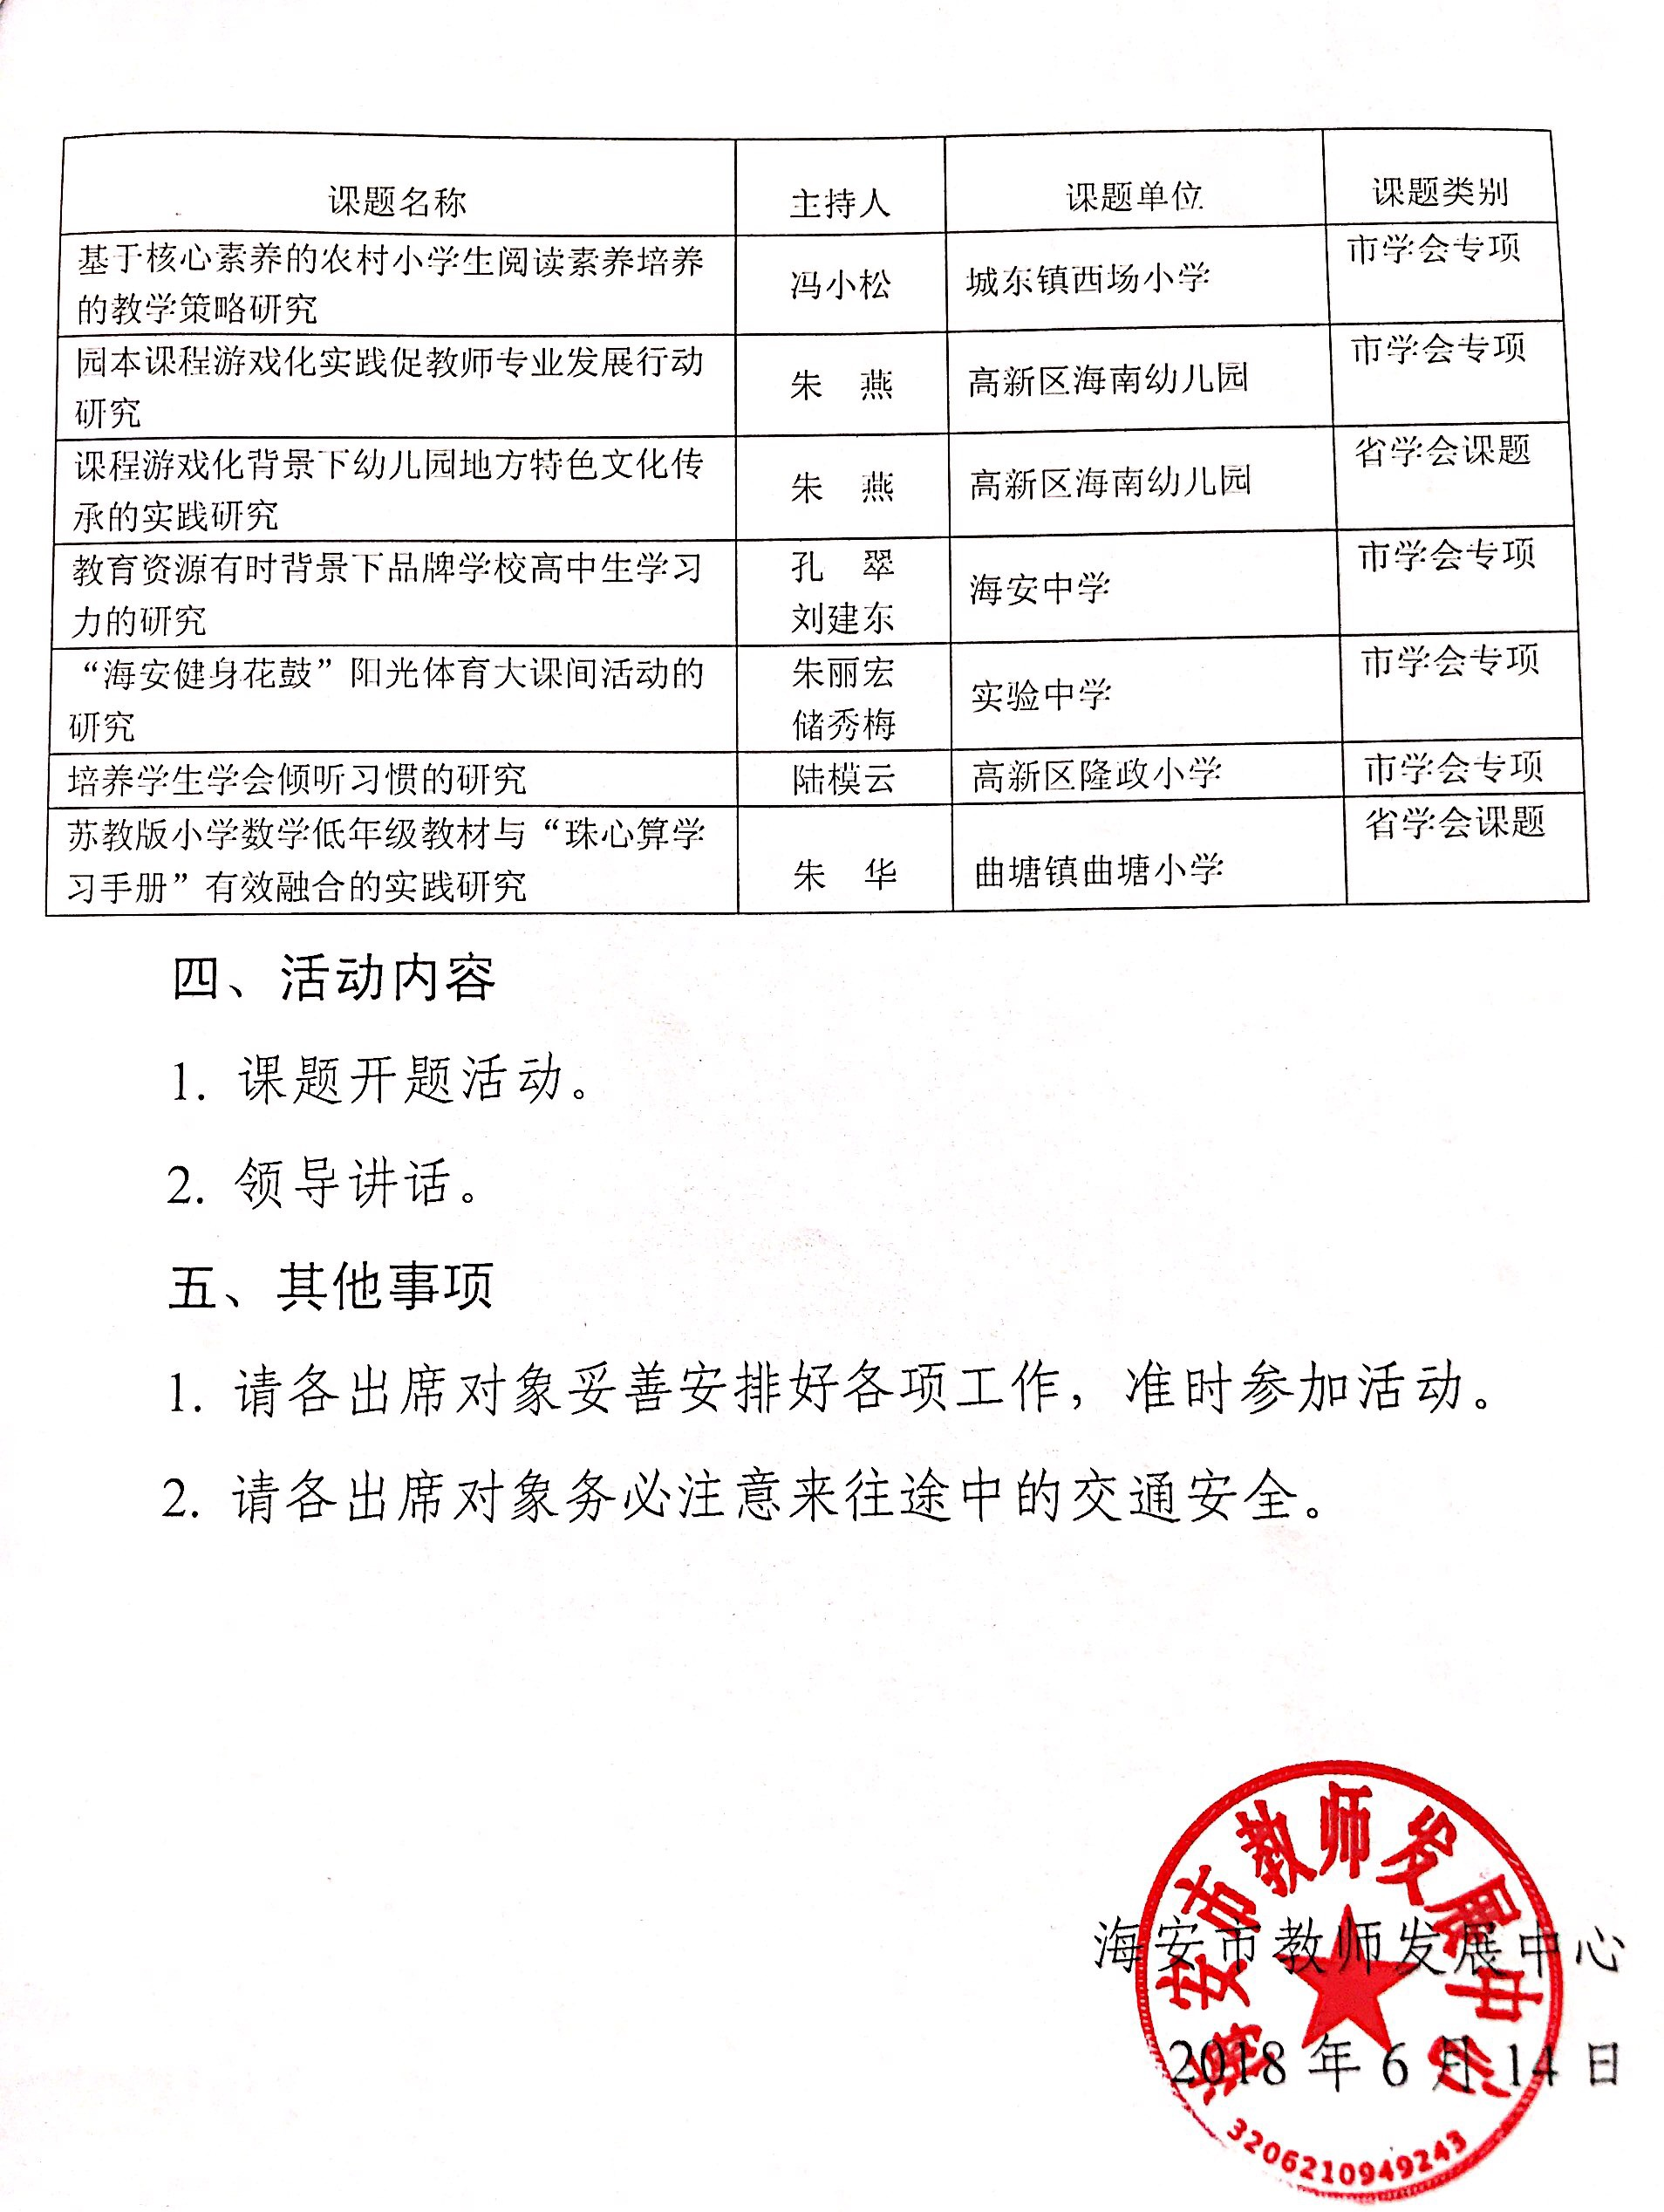 课题名称 主持人 课题单位 课题类别
基于核心素养的农村小学生阅读素养培养
的教学策略研究
冯小松
城东镇西场小学
市学会专项
园本课程游戏化实践促教师专业发展行动
研究
朱　燕
高新区海南幼儿园
市学会专项
课程游戏化背景下幼儿园地方特色文化传
承的实践研究
朱　燕
高新区海南幼儿园
省学会课题
教育资源有时背景下品牌学校高中生学习
力的研究
孔　翠
刘建东
海安中学
市学会专项
“海安健身花鼓”阳光体育大课间活动的
研究
朱丽宏
储秀梅
实验中学
市学会专项
培养学生学会倾听习惯的研究
陆模云
高新区隆政小学
市学会专项
苏教版小学数学低年级教材与“珠心算学
习手册”有效融合的实践研究
朱　华
曲塘镇曲塘小学
省学会课题
四、活动内容
1. 课题开题活动。
2. 领导讲话。
五、其他事项
1. 请各出席对象妥善安排好各项工作，准时参加活动。
2. 请各出席对象务必注意来往途中的交通安全。
海安市教师发展中心
2018 年 6 月 14 日
海安市教师发展中心
3206210949243